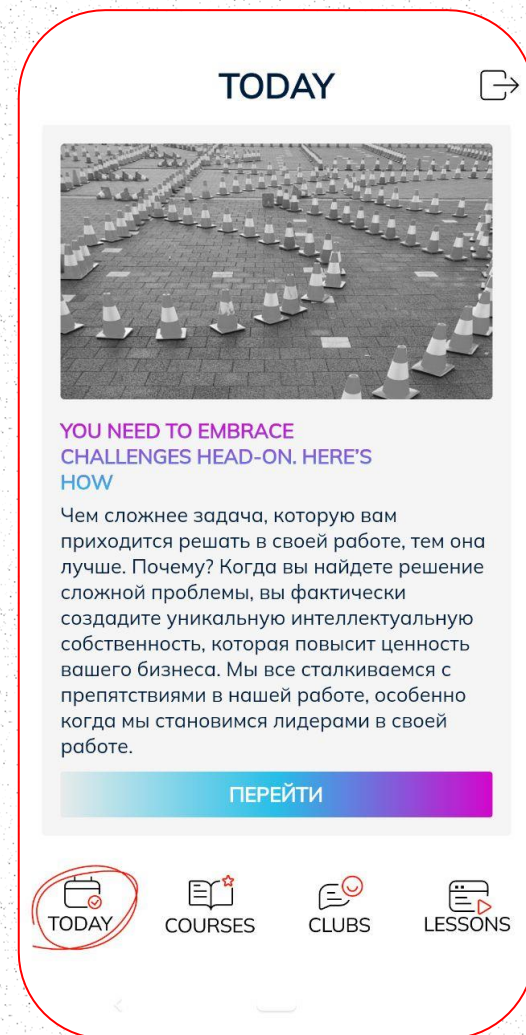 TODAY
YOU NEED TO EMBRACE
CHALLENGES HEAD-ON. HERE'S
HOW
Чем сложнее задача, которую вам
приходится решать в своей работе, тем она
лучше. Почему? Когда вы найдете решение
сложной проблемы, вы фактически
создадите уникальную интеллектуальную
собственность, которая повысит ценность
вашего бизнеса. Мы все сталкиваемся с
препятствиями в нашей работе, особенно
когда мы становимся лидерами в своей
работе.
ПЕРЕЙТИ
TODAY
COURSES
CLUBS
LESSONS